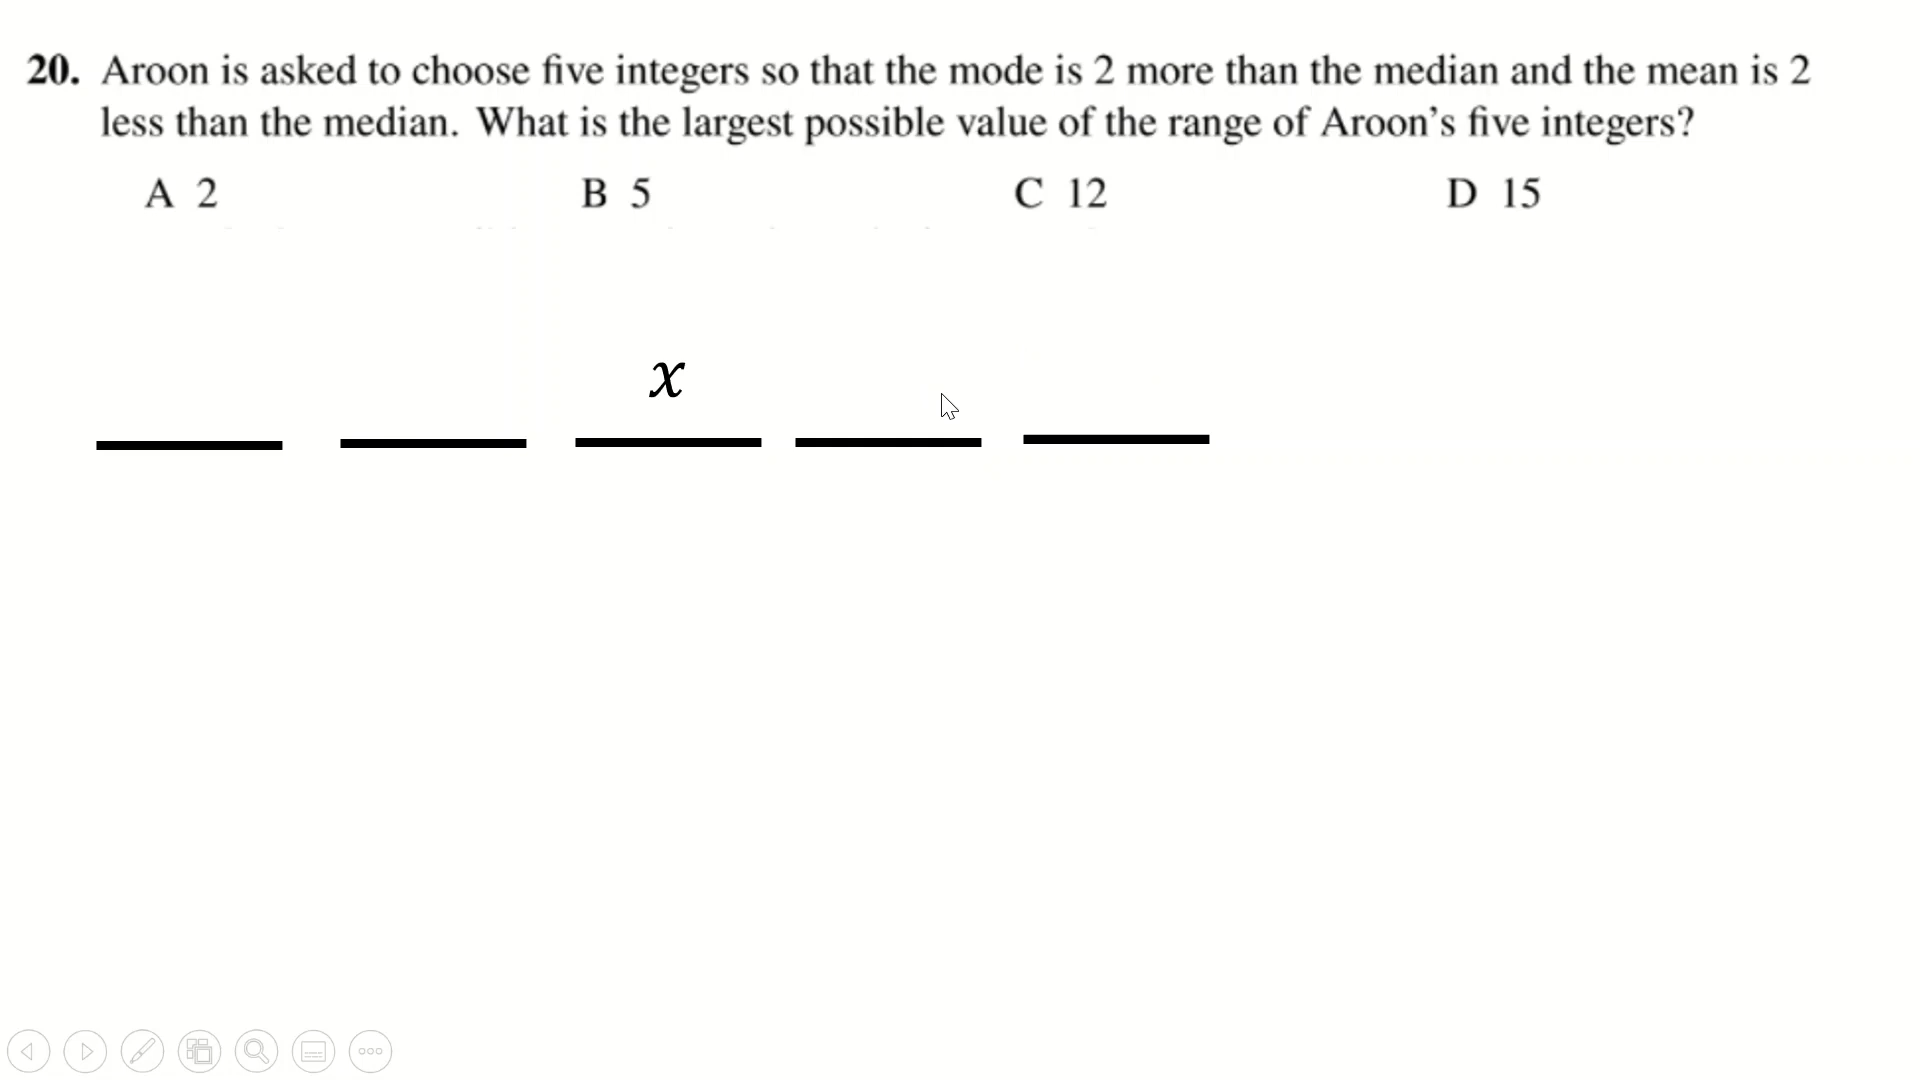 20. Aroon is asked to choose five integers so that the mode is 2 more than the median and the mean is 2
less than the median. What is the largest possible value of the range of Aroon's five integers?
A 2 B 5 C 12 D 15
x